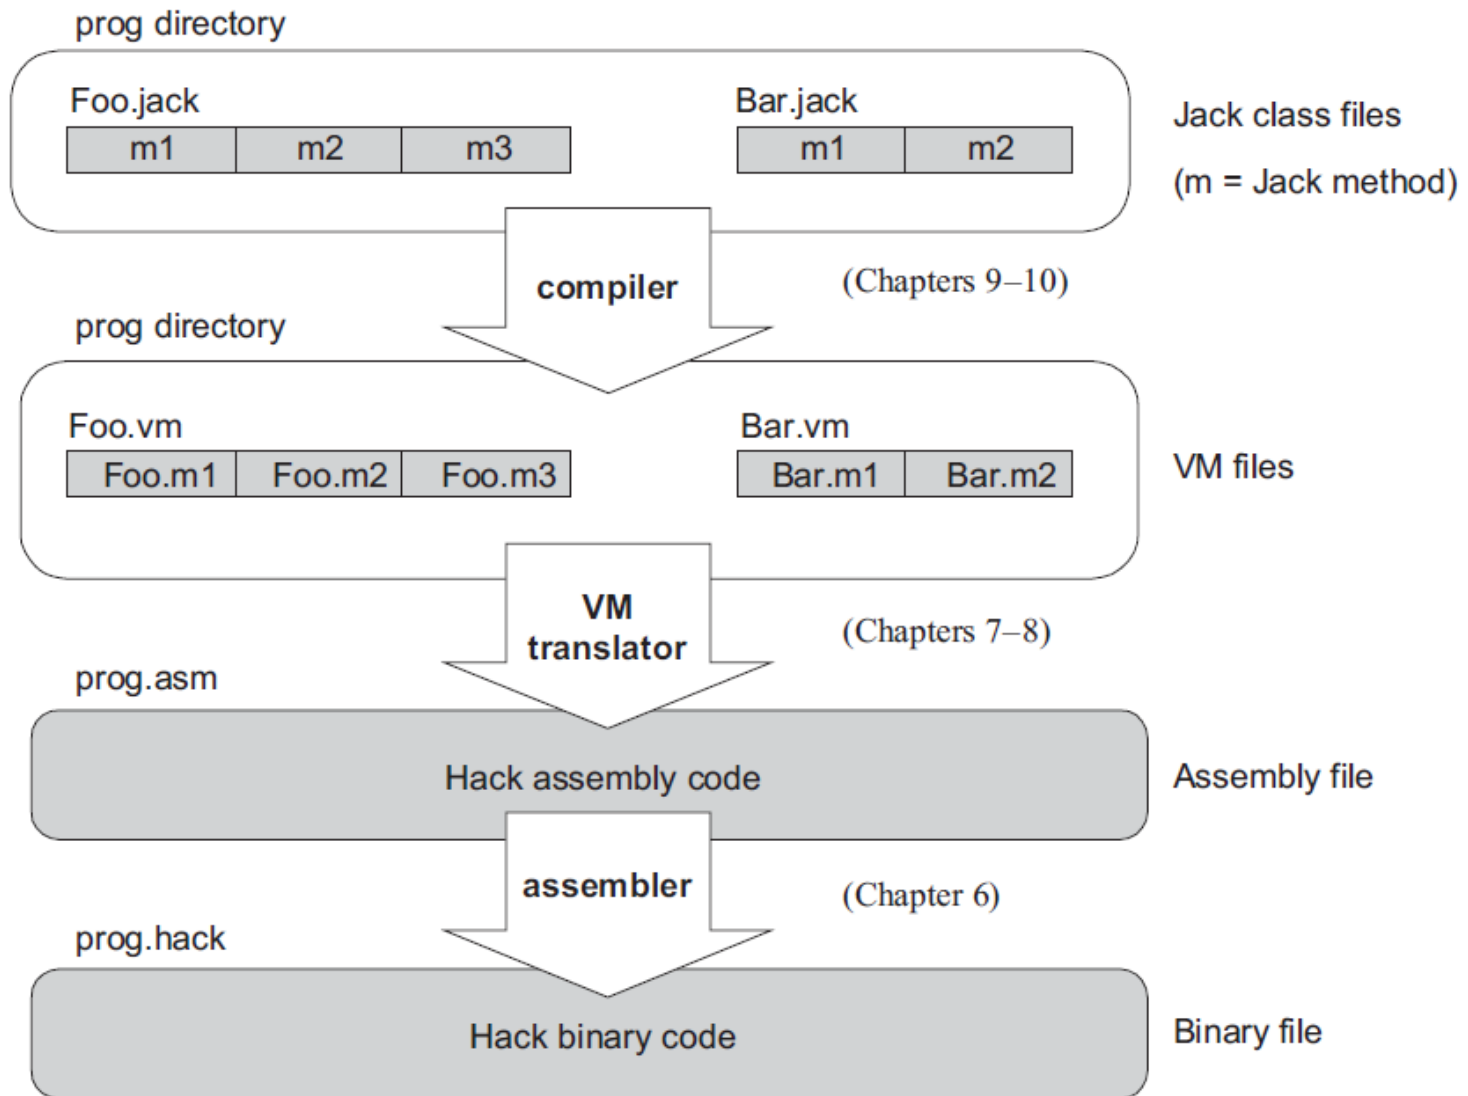 prog directory
Foo.jack
Bar.jack
m1 m2 m3
m1 m2
Jack class files
(m = Jack method)
compiler
(Chapters 9–10)
prog directory
Foo.vm
Bar.vm
Foo.m1 Foo.m2 Foo.m3
Bar.m1 Bar.m2
VM files
VM
translator
(Chapters 7–8)
prog.asm
Hack assembly code
Assembly file
assembler
(Chapter 6)
prog.hack
Hack binary code
Binary file